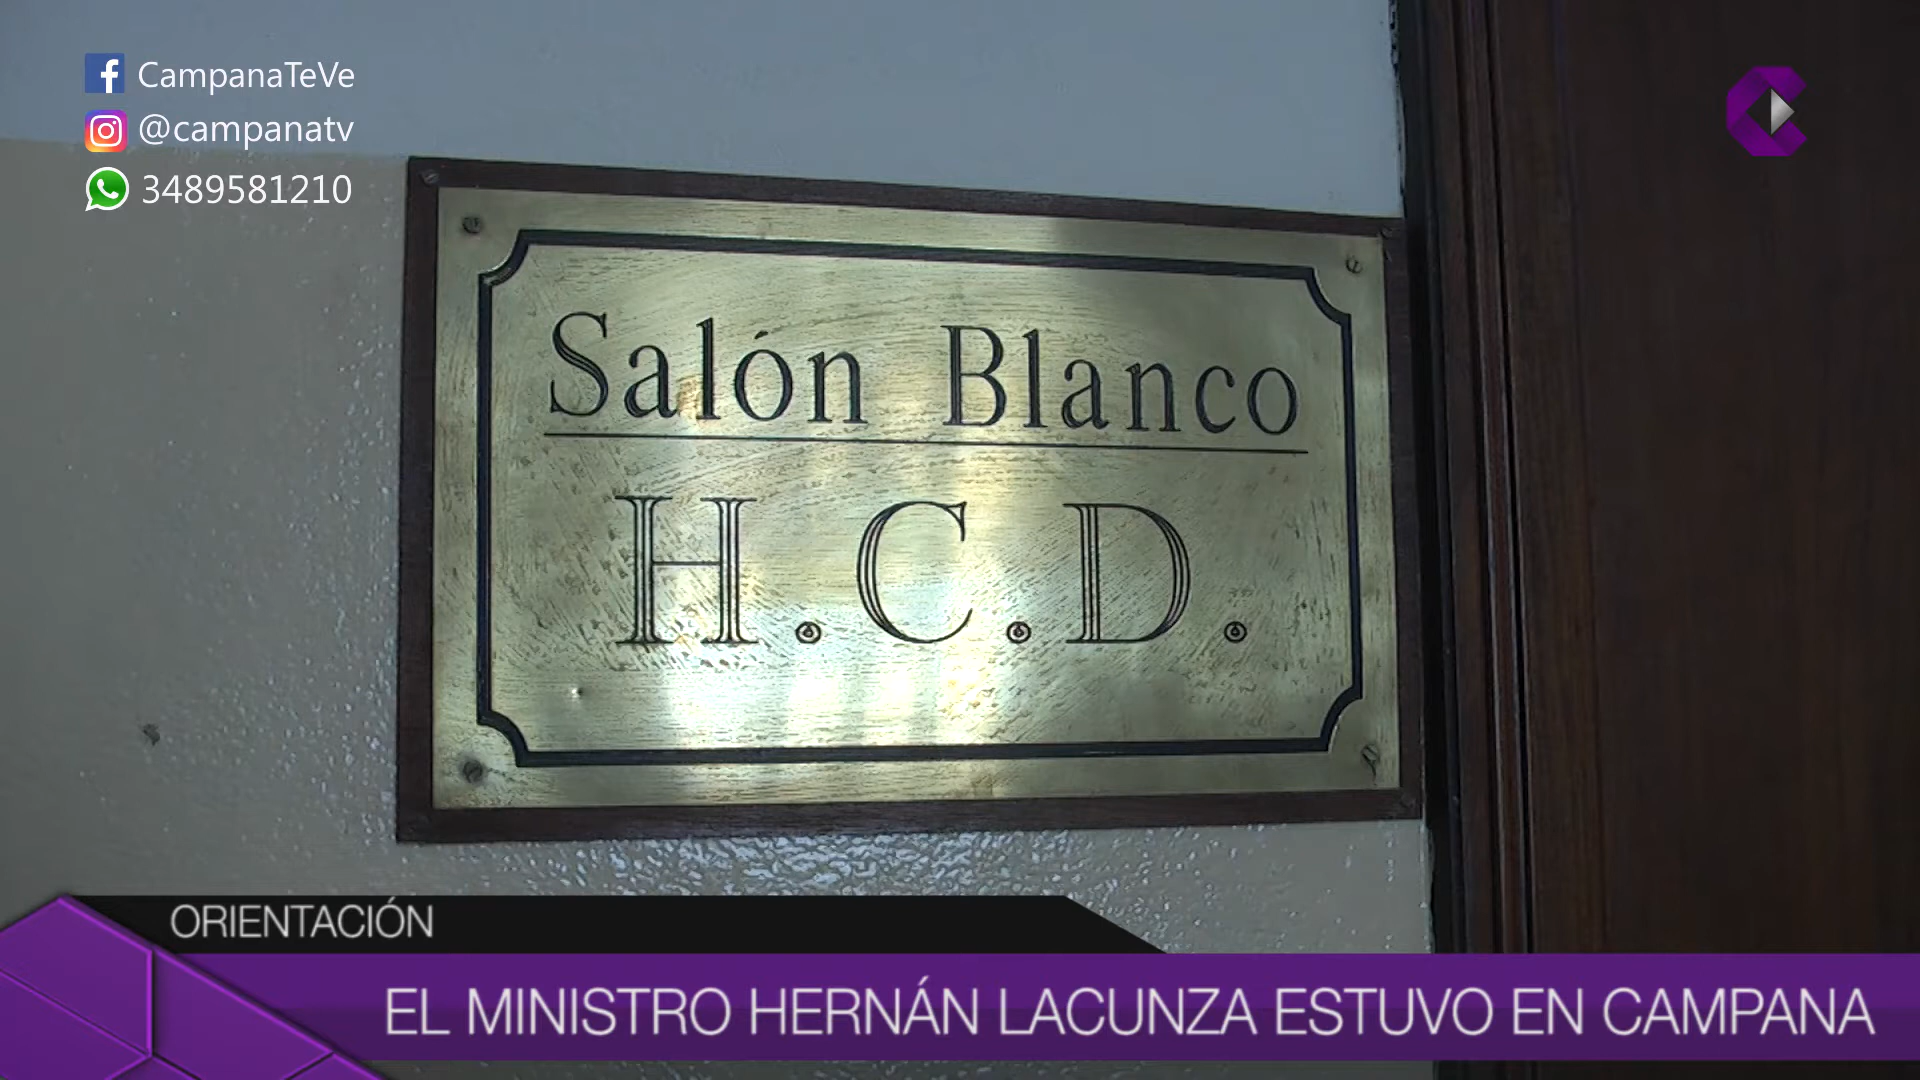 CampanaTeVe
@campanatv
3489581210
Salón Blanco
H.C.D.
ORIENTACIÓN
EL MINISTRO HERNÁN LACUNZA ESTUVO EN CAMPANA